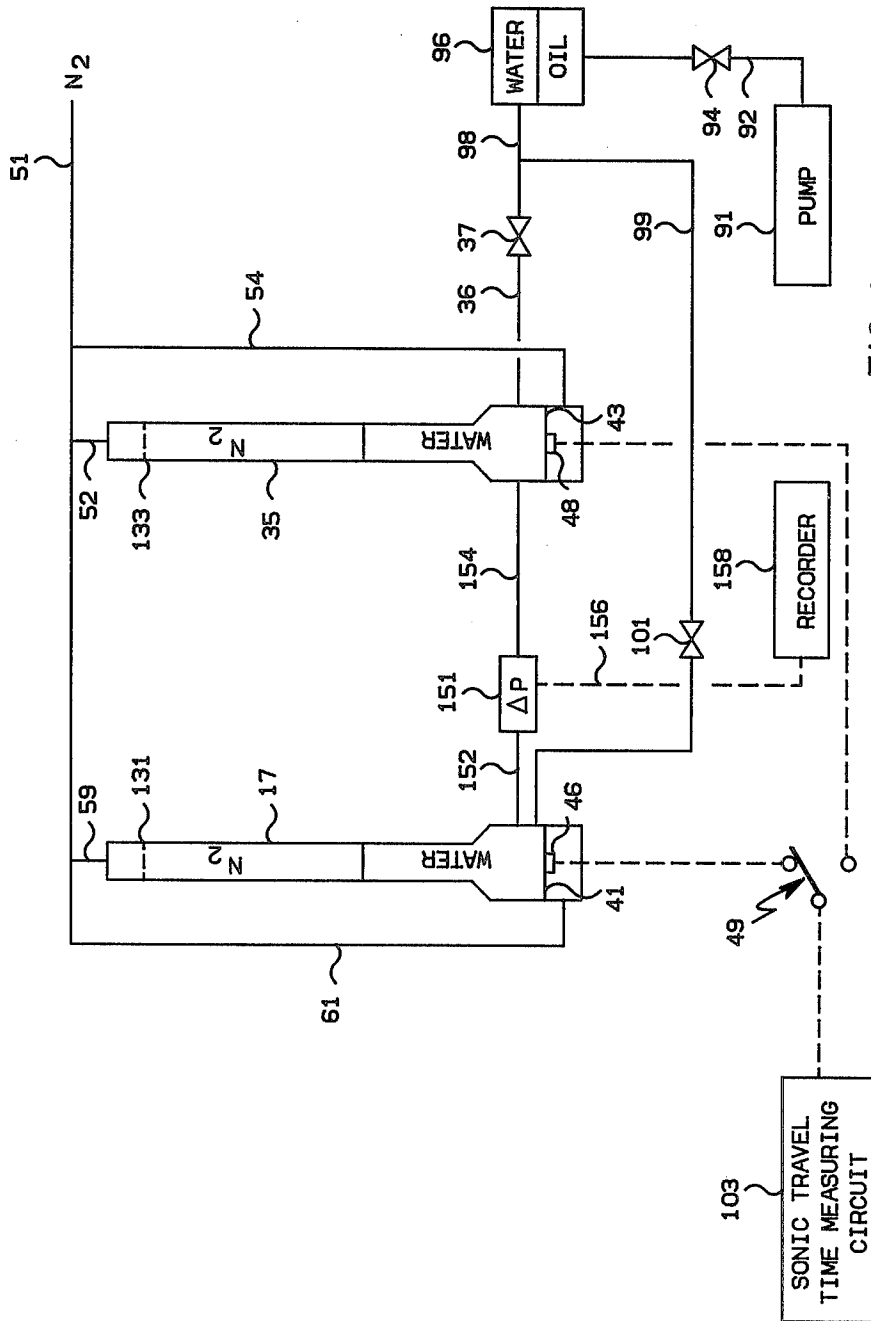 51
N2
59
131
17
N2
WATER
61
41
46
52
133
35
N2
WATER
54
43
48
152
151
ΔP
154
156
101
36
37
98
99
96
WATER
OIL
94
92
91
PUMP
158
RECORDER
49
103
SONIC TRAVEL
TIME MEASURING
CIRCUIT